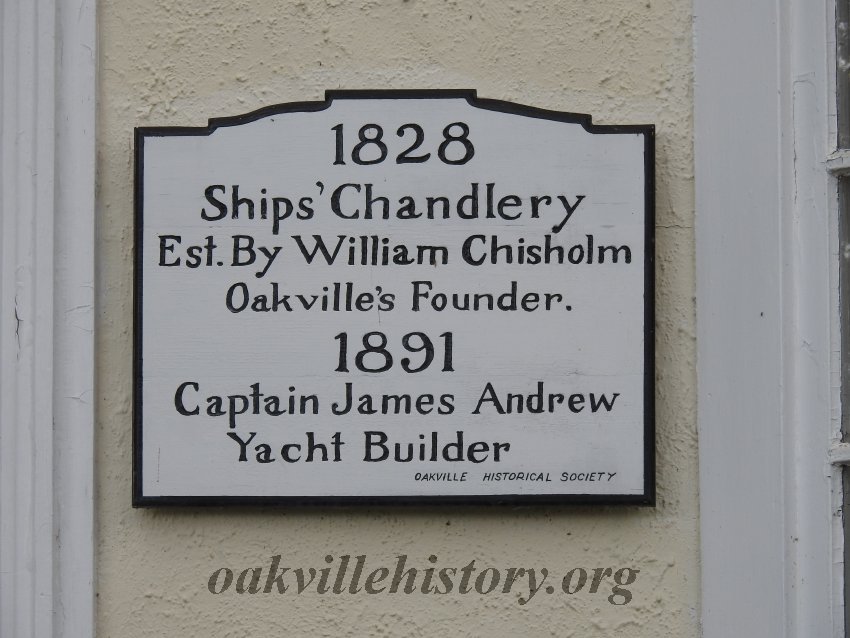 1828
Ships' Chandlery
Est. By William Chisholm
Oakville's Founder.
1891
Captain James Andrew
Yacht Builder
OAKVILLE HISTORICAL SOCIETY
oakvillehistory.org